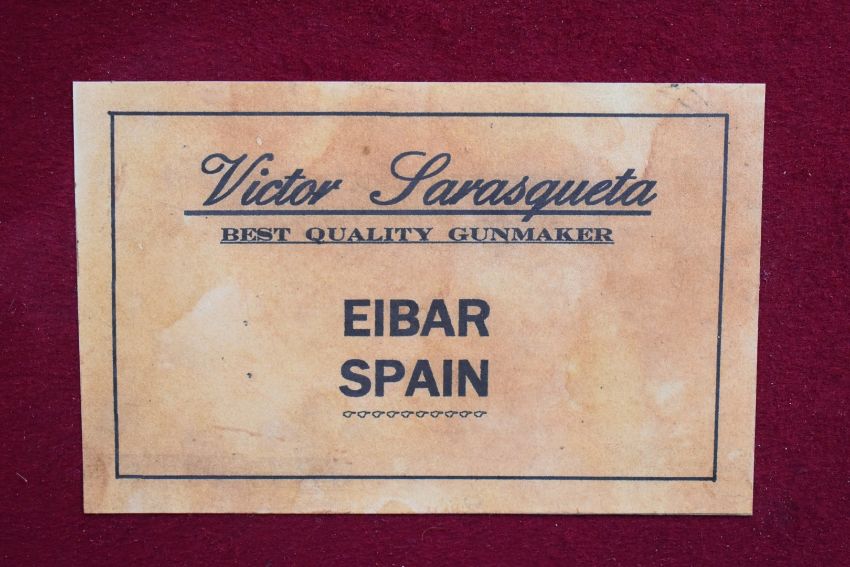 Victor Sarasqueta
BEST QUALITY GUNMAKER
EIBAR
SPAIN